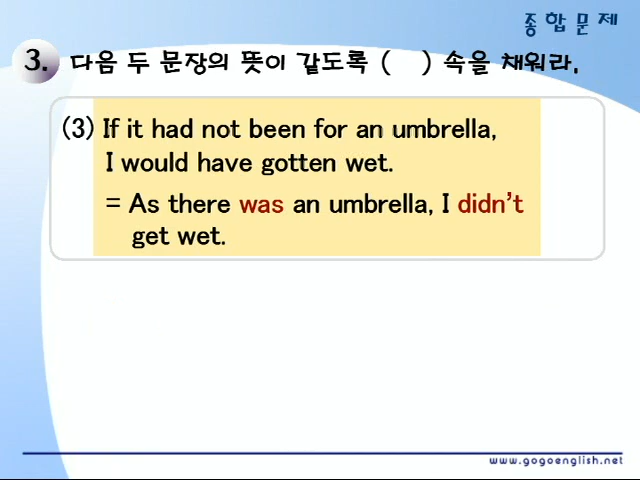 종합문제
3. 다음 두 문장의 뜻이 같도록 (   ) 속을 채워라.
(3) If it had not been for an umbrella,
I would have gotten wet.
= As there was an umbrella, I didn't
get wet.
www.gogoenglish.net